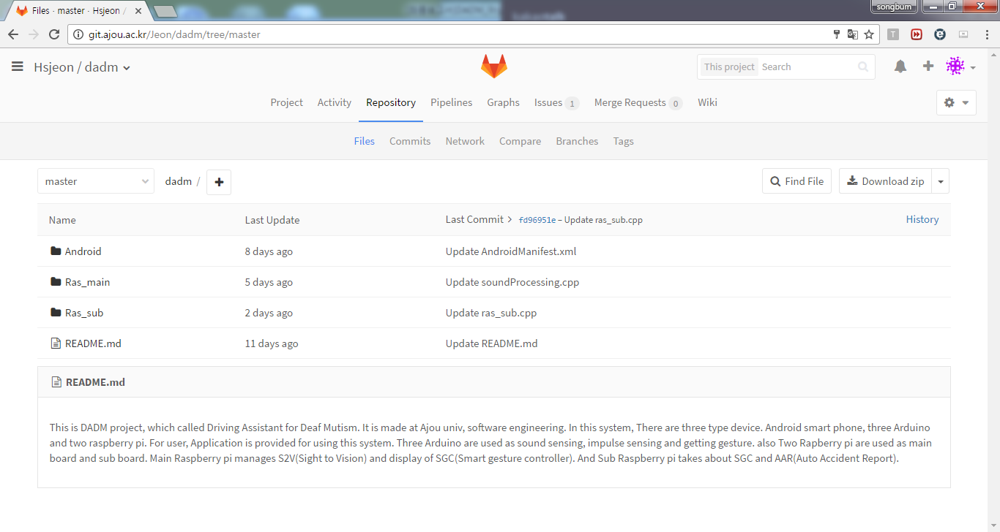 Files · master · Hsjeon /
songbum
git.ajou.ac.kr/Jeon/dadm/tree/master
T
Hsjeon / dadm
This project Search
Project Activity Repository Pipelines Graphs Issues 1 Merge Requests 0 Wiki
Files Commits Network Compare Branches Tags
master dadm / + Find File Download zip
Name Last Update Last Commit > fd96951e – Update ras_sub.cpp History
Android 8 days ago Update AndroidManifest.xml
Ras_main 5 days ago Update soundProcessing.cpp
Ras_sub 2 days ago Update ras_sub.cpp
README.md 11 days ago Update README.md
README.md
This is DADM project, which called Driving Assistant for Deaf Mutism. It is made at Ajou univ, software engineering. In this system, There are three type device. Android smart phone, three Arduino
and two raspberry pi. For user, Application is provided for using this system. Three Arduino are used as sound sensing, impulse sensing and getting gesture. also Two Rapberry pi are used as main
board and sub board. Main Raspberry pi manages S2V(Sight to Vision) and display of SGC(Smart gesture controller). And Sub Raspberry pi takes about SGC and AAR(Auto Accident Report).